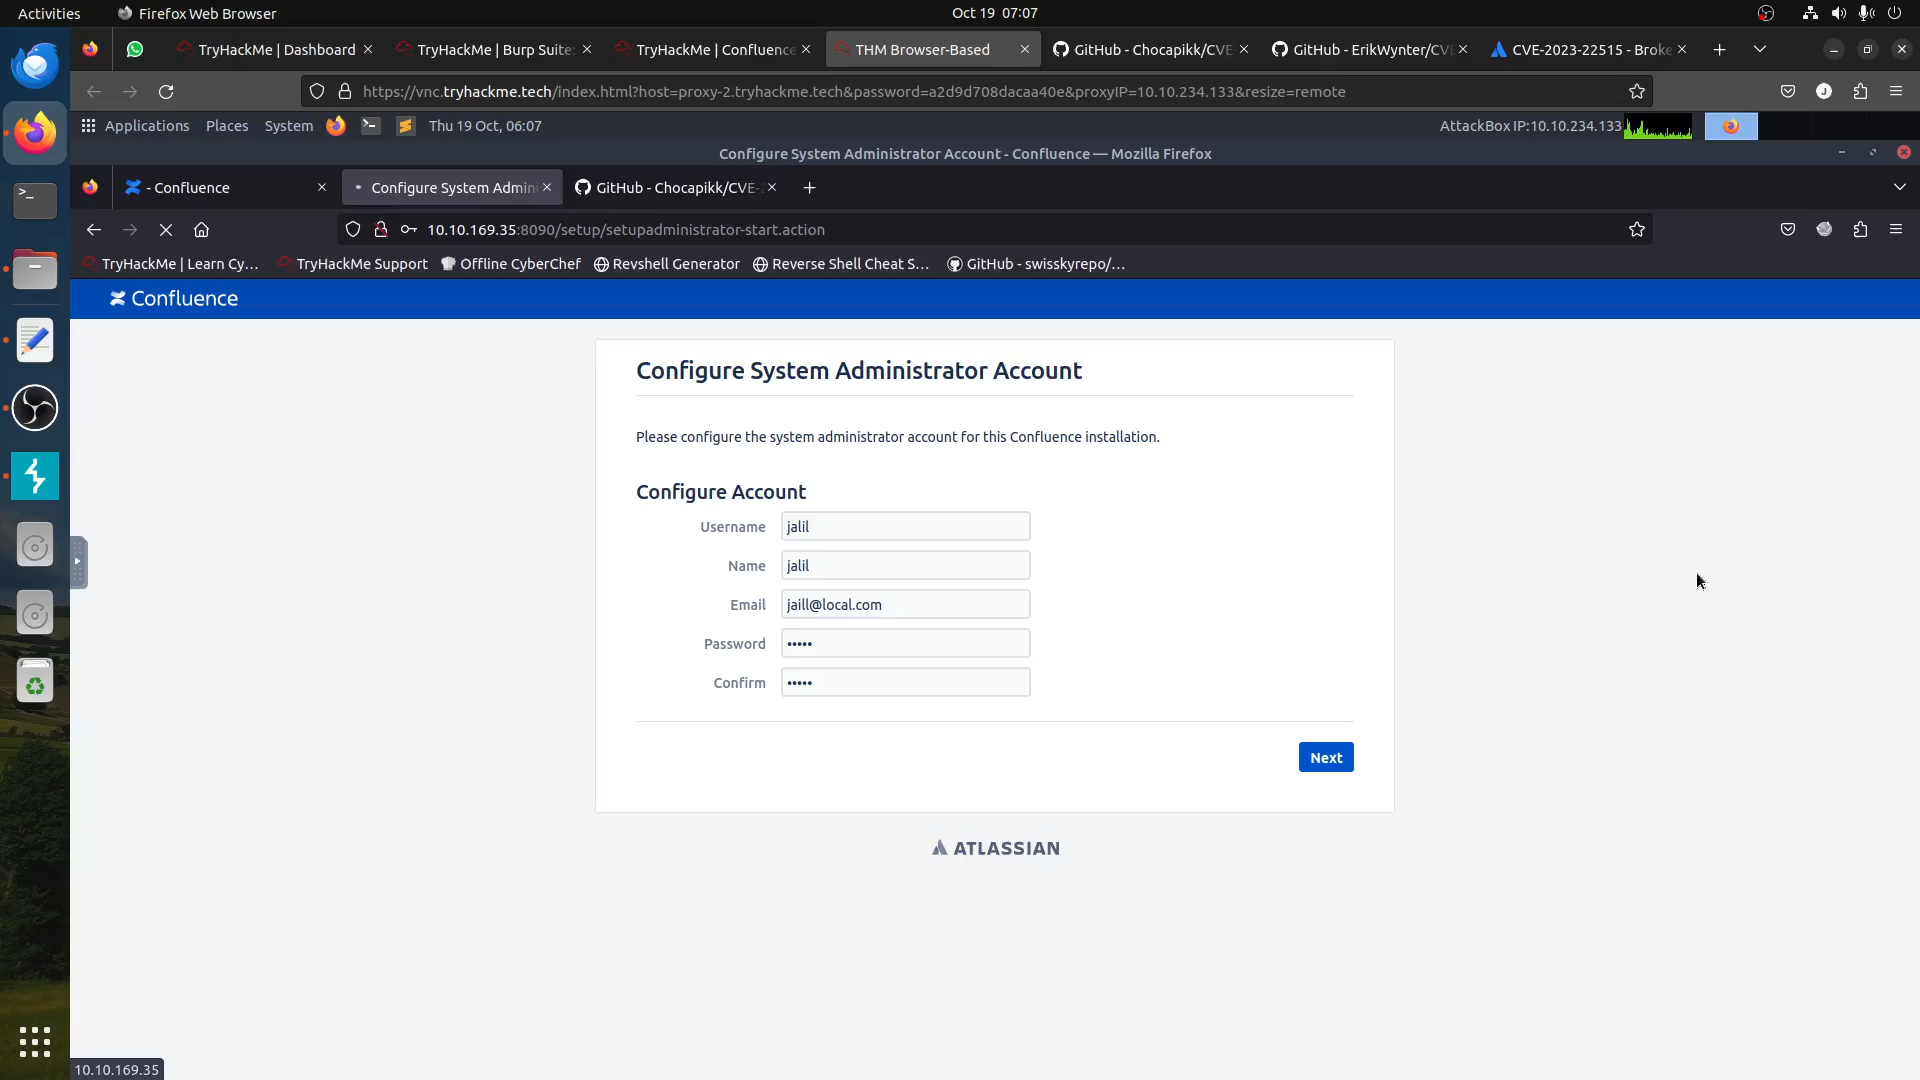 Activities Firefox Web Browser Oct 19 07:07
TryHackMe | Dashboard TryHackMe | Burp Suite: TryHackMe | Confluence THM Browser-Based GitHub - Chocapikk/CVE GitHub - ErikWynter/CV CVE-2023-22515 - Broke
https://vnc.tryhackme.tech/index.html?host=proxy-2.tryhackme.tech&password=a2d9d708dacaa40e&proxyIP=10.10.234.133&resize=remote J
Applications Places System Thu 19 Oct, 06:07 AttackBox IP:10.10.234.133
Configure System Administrator Account - Confluence — Mozilla Firefox
- Confluence Configure System Admin GitHub - Chocapikk/CVE-
10.10.169.35:8090/setup/setupadministrator-start.action
TryHackMe | Learn Cy... TryHackMe Support Offline CyberChef Revshell Generator Reverse Shell Cheat S... GitHub - swisskyrepo/...
Confluence
Configure System Administrator Account
Please configure the system administrator account for this Confluence installation.
Configure Account
Username jalil
Name jalil
Email jaill@local.com
Password •••••
Confirm •••••
Next
ATLASSIAN
10.10.169.35